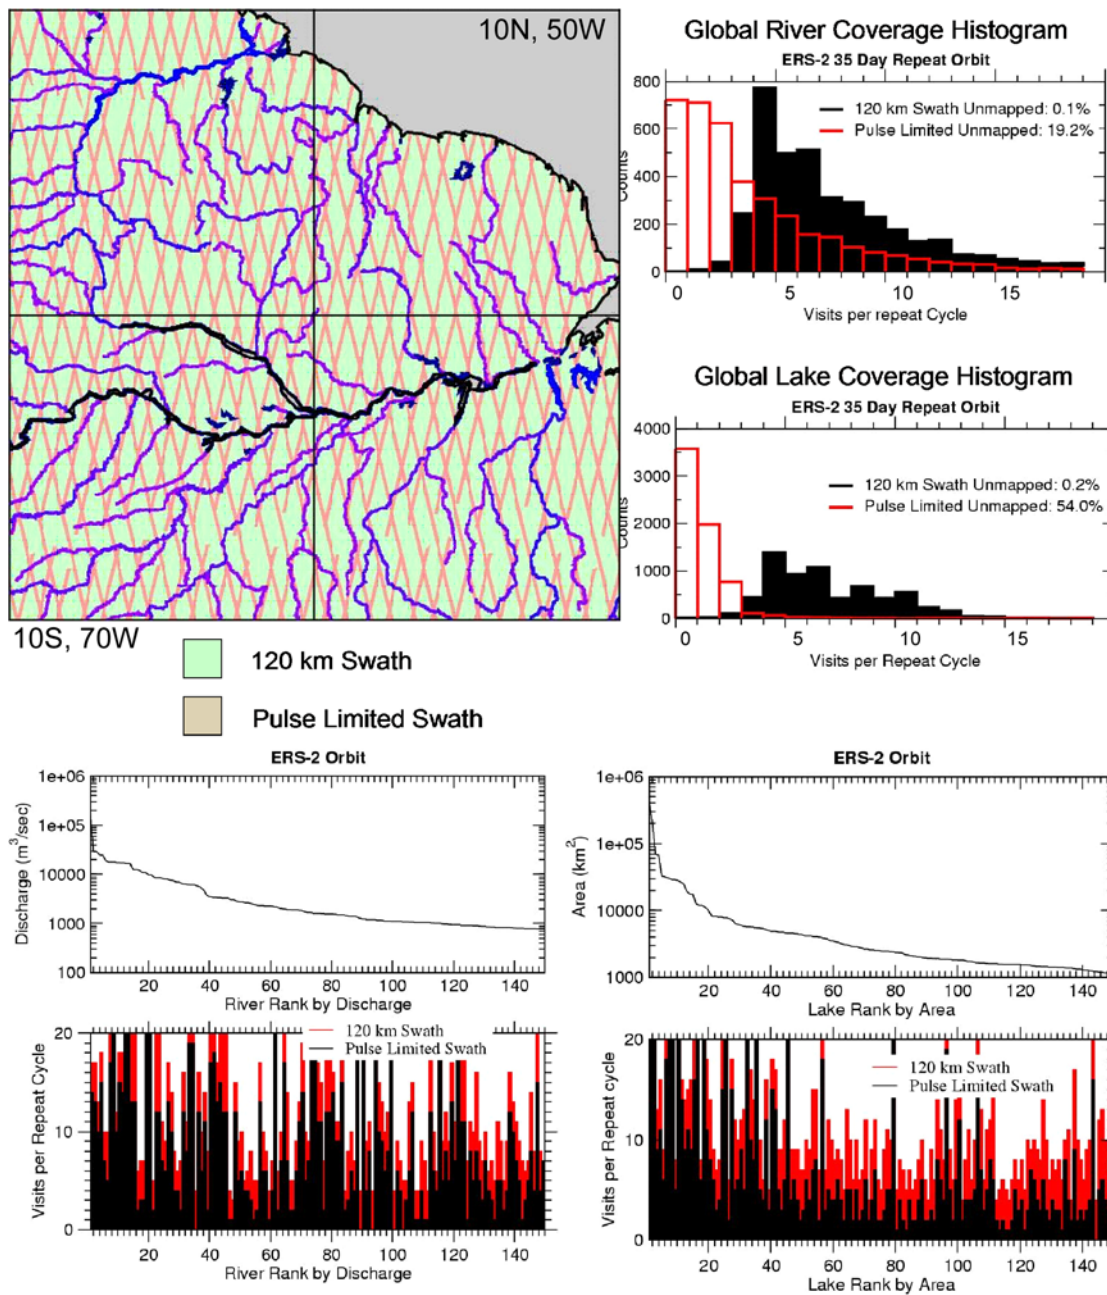 10N, 50W
10S, 70W
120 km Swath
Pulse Limited Swath
Global River Coverage Histogram
ERS-2 35 Day Repeat Orbit
800
600
400
200
0
Counts
120 km Swath Unmapped: 0.1%
Pulse Limited Unmapped: 19.2%
0 5 10 15
Visits per repeat Cycle
Global Lake Coverage Histogram
ERS-2 35 Day Repeat Orbit
4000
3000
2000
1000
0
Counts
120 km Swath Unmapped: 0.2%
Pulse Limited Unmapped: 54.0%
0 5 10 15
Visits per Repeat Cycle
ERS-2 Orbit
1e+06
1e+05
10000
1000
100
Discharge (m³/sec)
20 40 60 80 100 120 140
River Rank by Discharge
ERS-2 Orbit
1e+06
1e+05
10000
1000
Area (km²)
20 40 60 80 100 120 140
Lake Rank by Area
20
10
0
Visits per Repeat Cycle
120 km Swath
Pulse Limited Swath
20 40 60 80 100 120 140
River Rank by Discharge
20
10
0
Visits per Repeat cycle
120 km Swath
Pulse Limited Swath
20 40 60 80 100 120 140
Lake Rank by Area